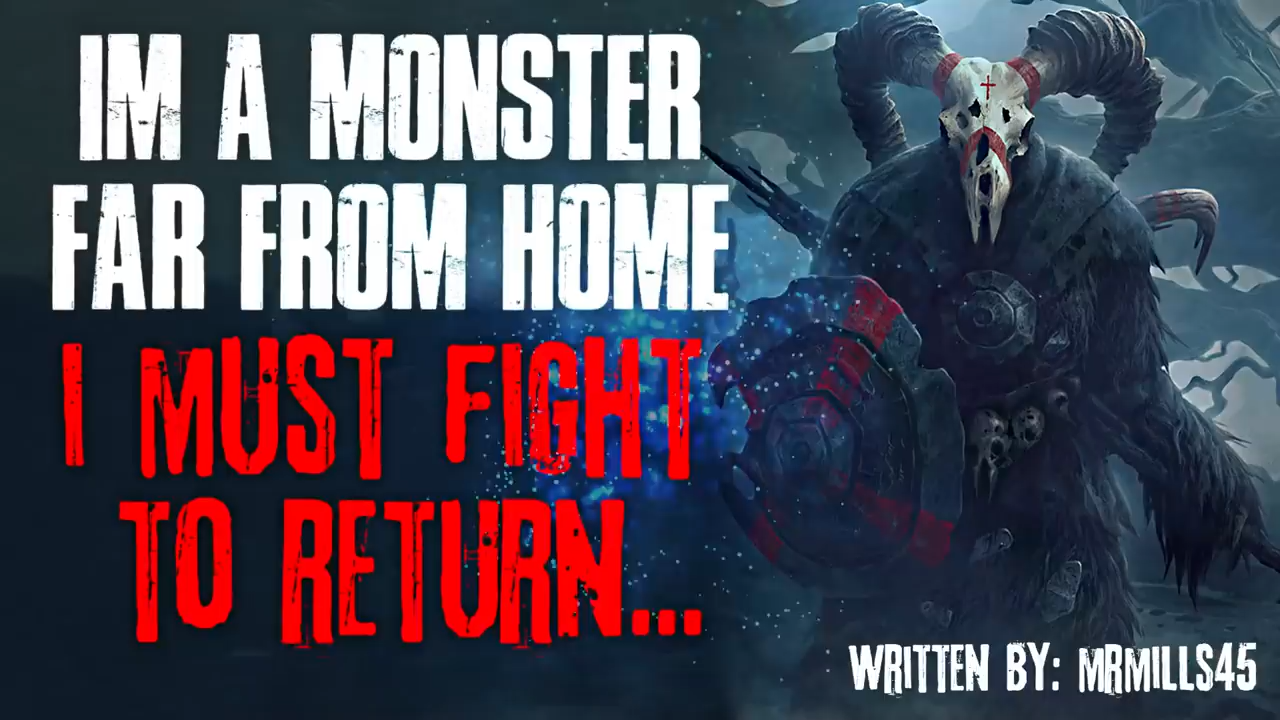 IM A MONSTER
FAR FROM HOME
I MUST FIGHT
TO RETURN...
WRITTEN BY: MRMILLS45